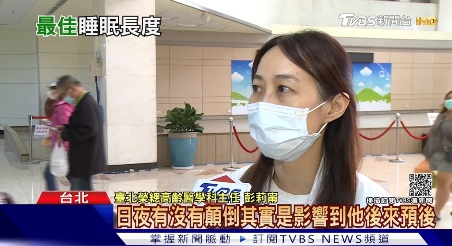 最佳睡眠長度
TVBS新聞台
TVBS
台北
臺北榮總高齡醫學科主任 彭莉甯
日夜有沒有顛倒其實是影響到他後來預後
掌握新聞脈動
訂閱TVBS NEWS頻道